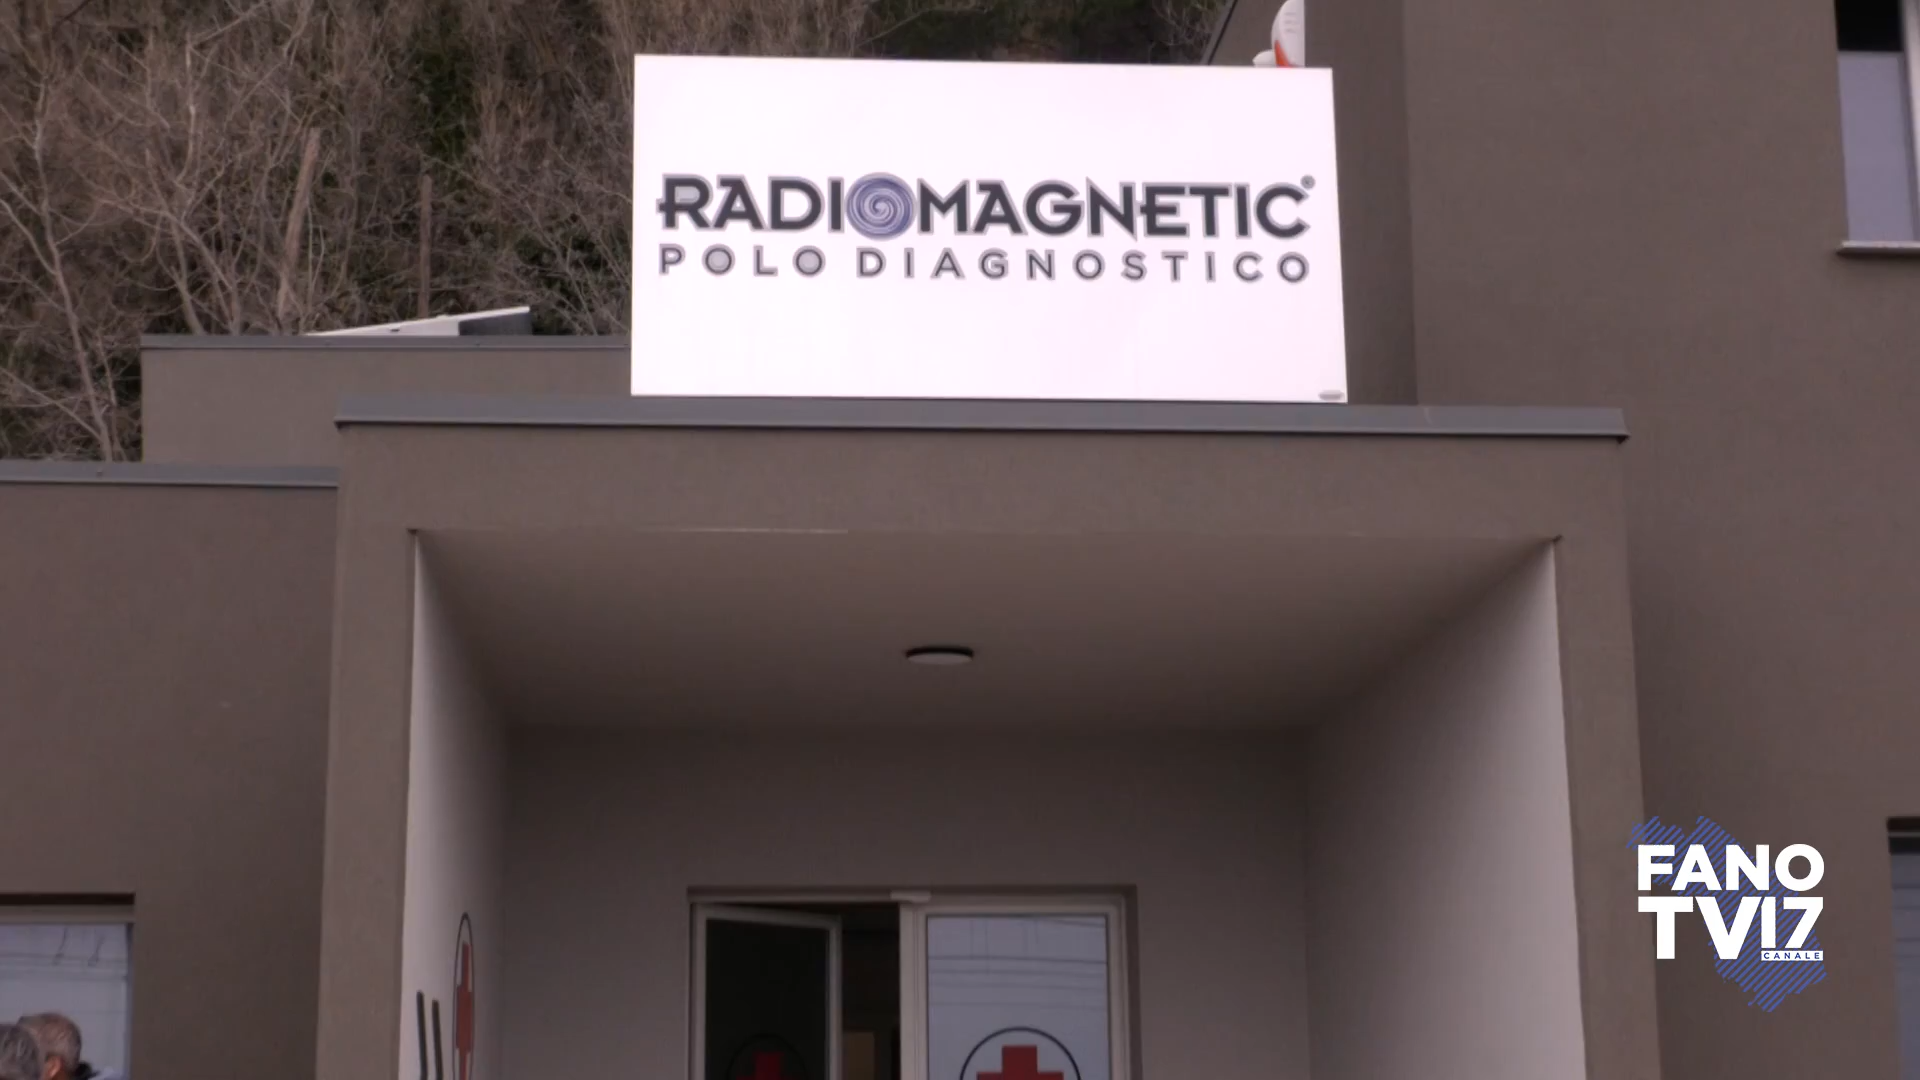 RADIOMAGNETIC®
POLO DIAGNOSTICO
FANO
TV17
CANALE